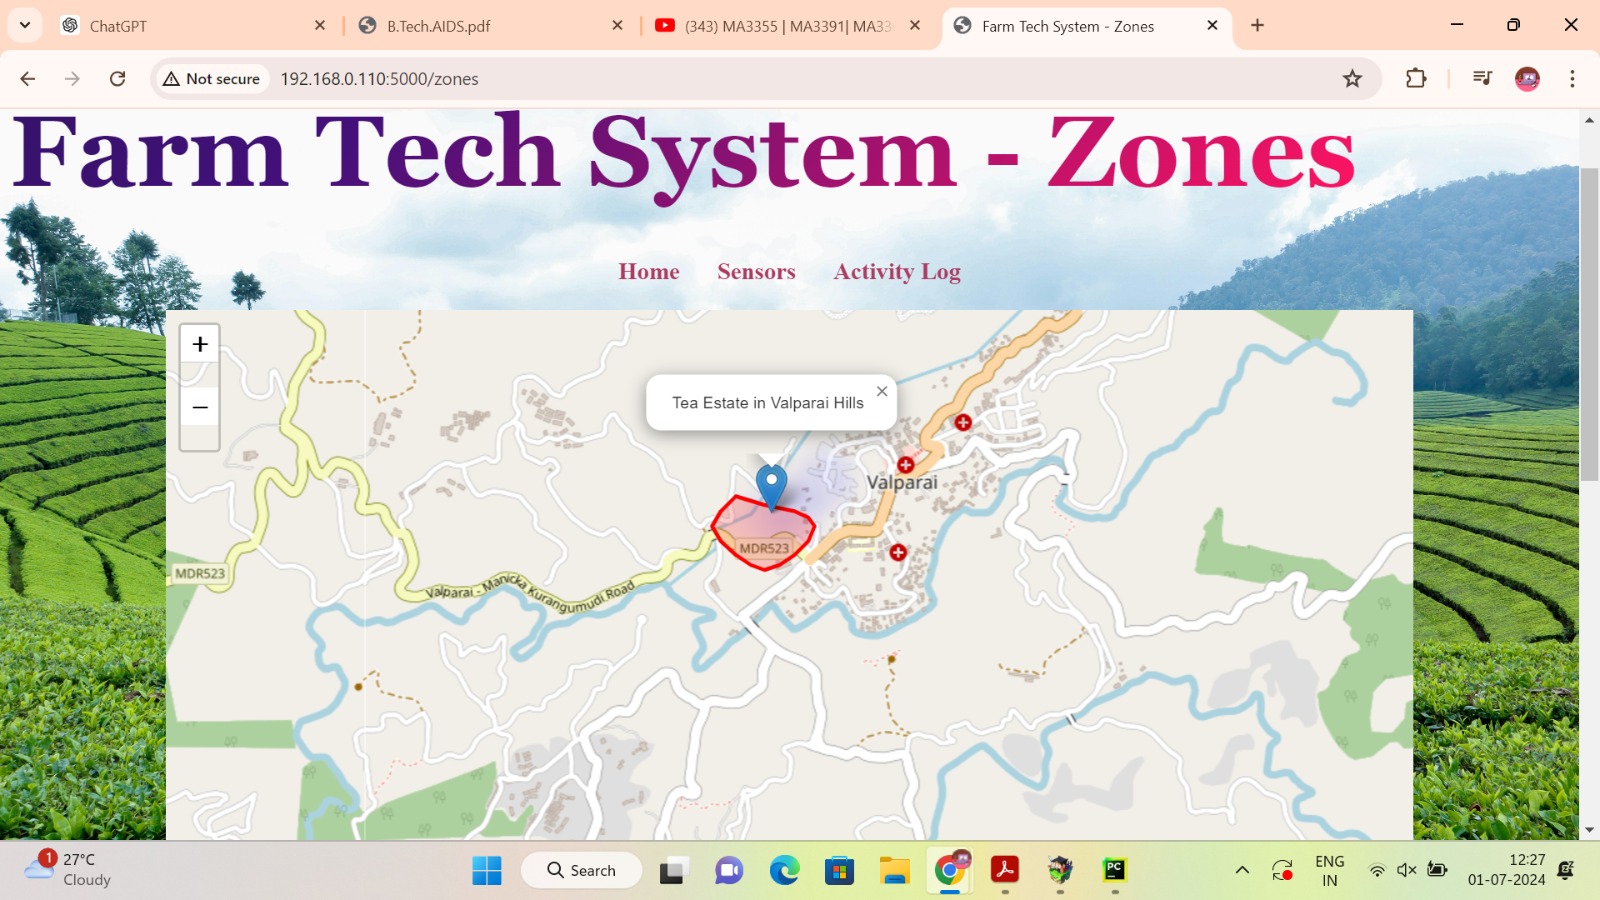 ChatGPT
B.Tech.AIDS.pdf
(343) MA3355 | MA3391| MA33
Farm Tech System - Zones
Not secure
192.168.0.110:5000/zones
Farm Tech System - Zones
Home Sensors Activity Log
+
−
Tea Estate in Valparai Hills
Valparai
MDR523
MDR523
Valparai - Manicka Kurangumudi Road
1
27°C
Cloudy
Search
PC
ENG
IN
12:27
01-07-2024